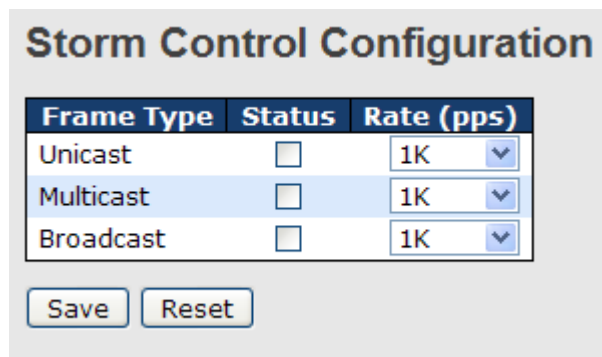 Storm Control Configuration
Frame Type Status Rate (pps)
Unicast 1K
Multicast 1K
Broadcast 1K
Save Reset